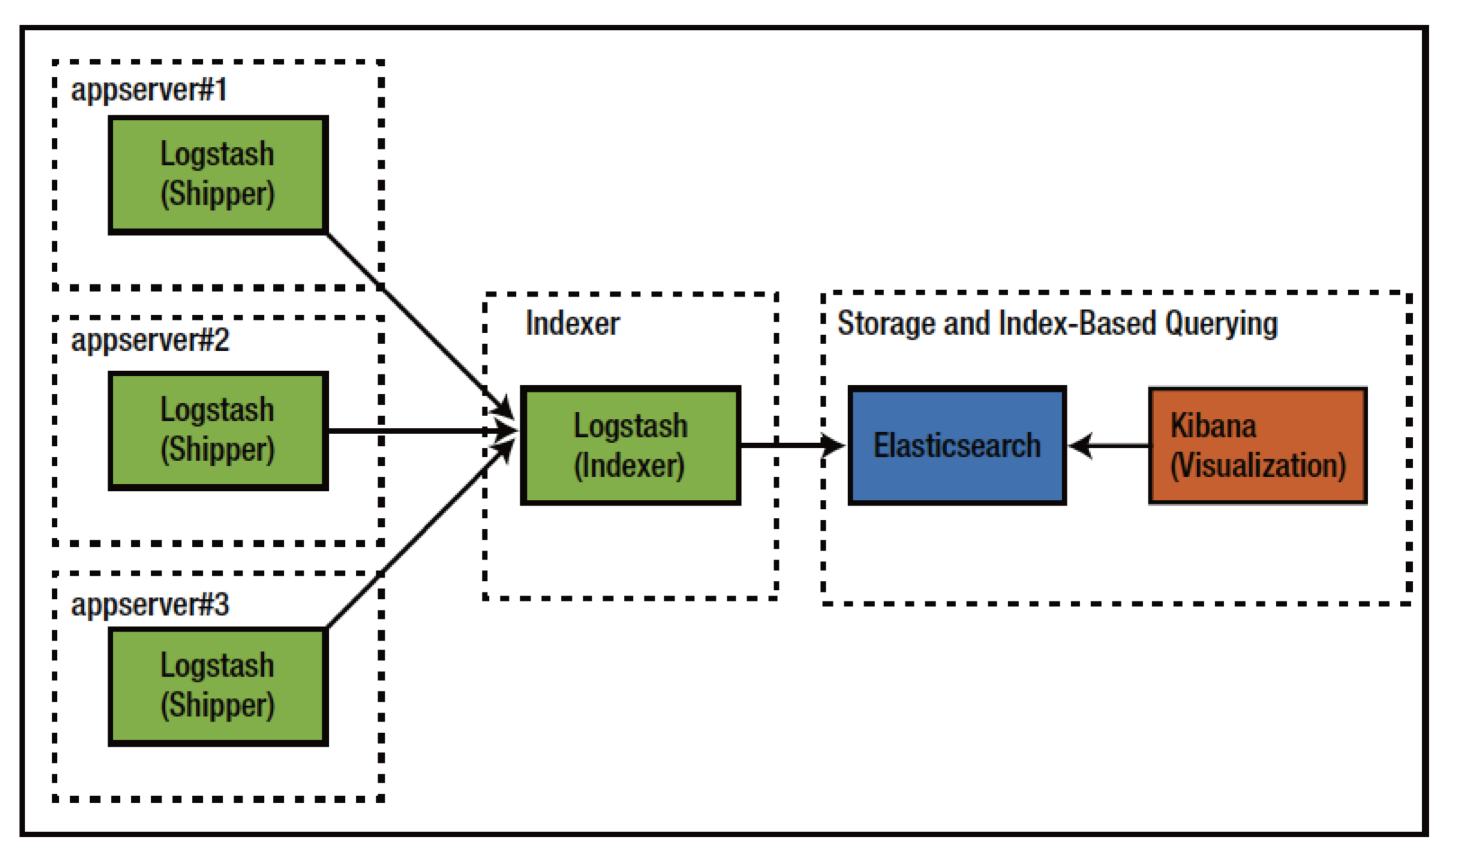 appserver#1
Logstash
(Shipper)
appserver#2
Logstash
(Shipper)
appserver#3
Logstash
(Shipper)
Indexer
Logstash
(Indexer)
Storage and Index-Based Querying
Elasticsearch
Kibana
(Visualization)